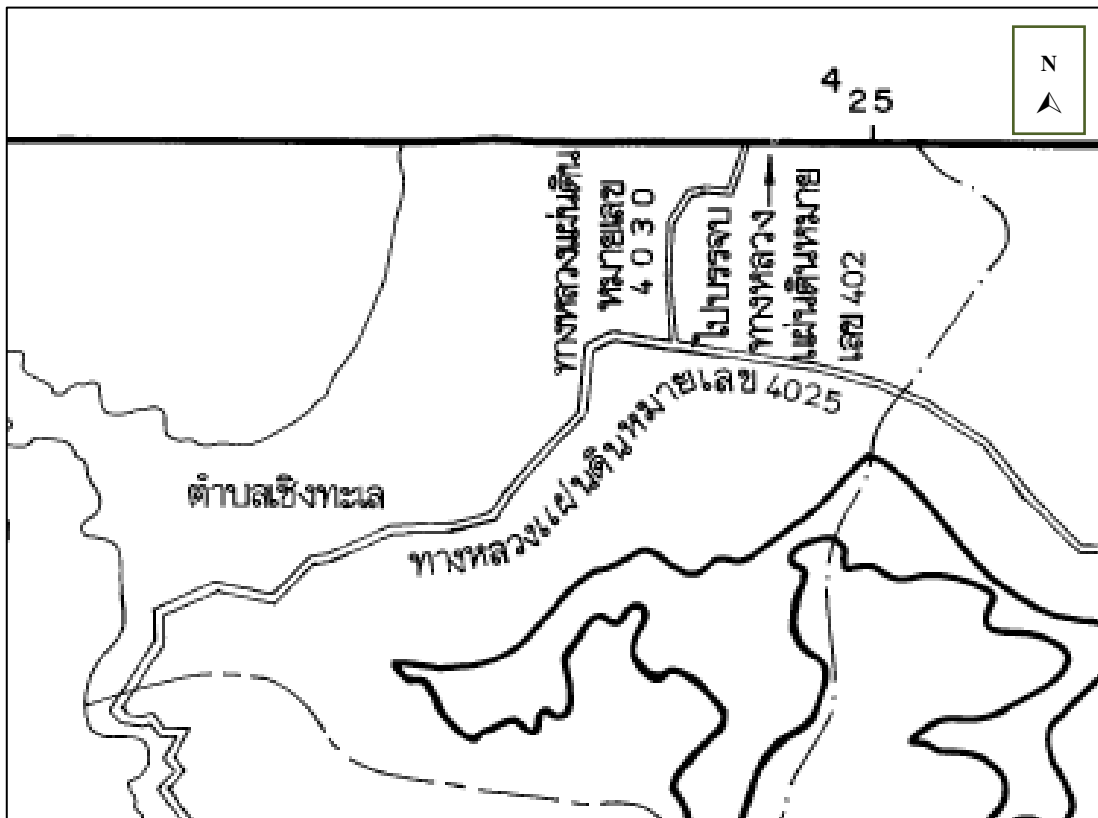 N
4 25
ทางหลวงแผ่นดิน
หมายเลข
4030
ไปบรรจบ
ทางหลวง
แผ่นดินหมาย
เลข 402
ทางหลวงแผ่นดินหมายเลข 4025
ตำบลเชิงทะเล